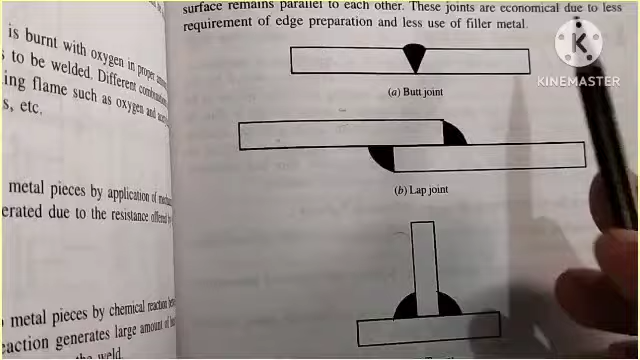 is burnt with oxygen in proper
to be welded. Different
ing flame such as oxygen and
s, etc.
metal pieces by application of
erated due to the resistance offered
metal pieces by chemical reaction
eaction generates large amount of
the weld.
surface remains parallel to each other. These joints are economical due to less
requirement of edge preparation and less use of filler metal.
(a) Butt joint
(b) Lap joint
K
KINEMASTER